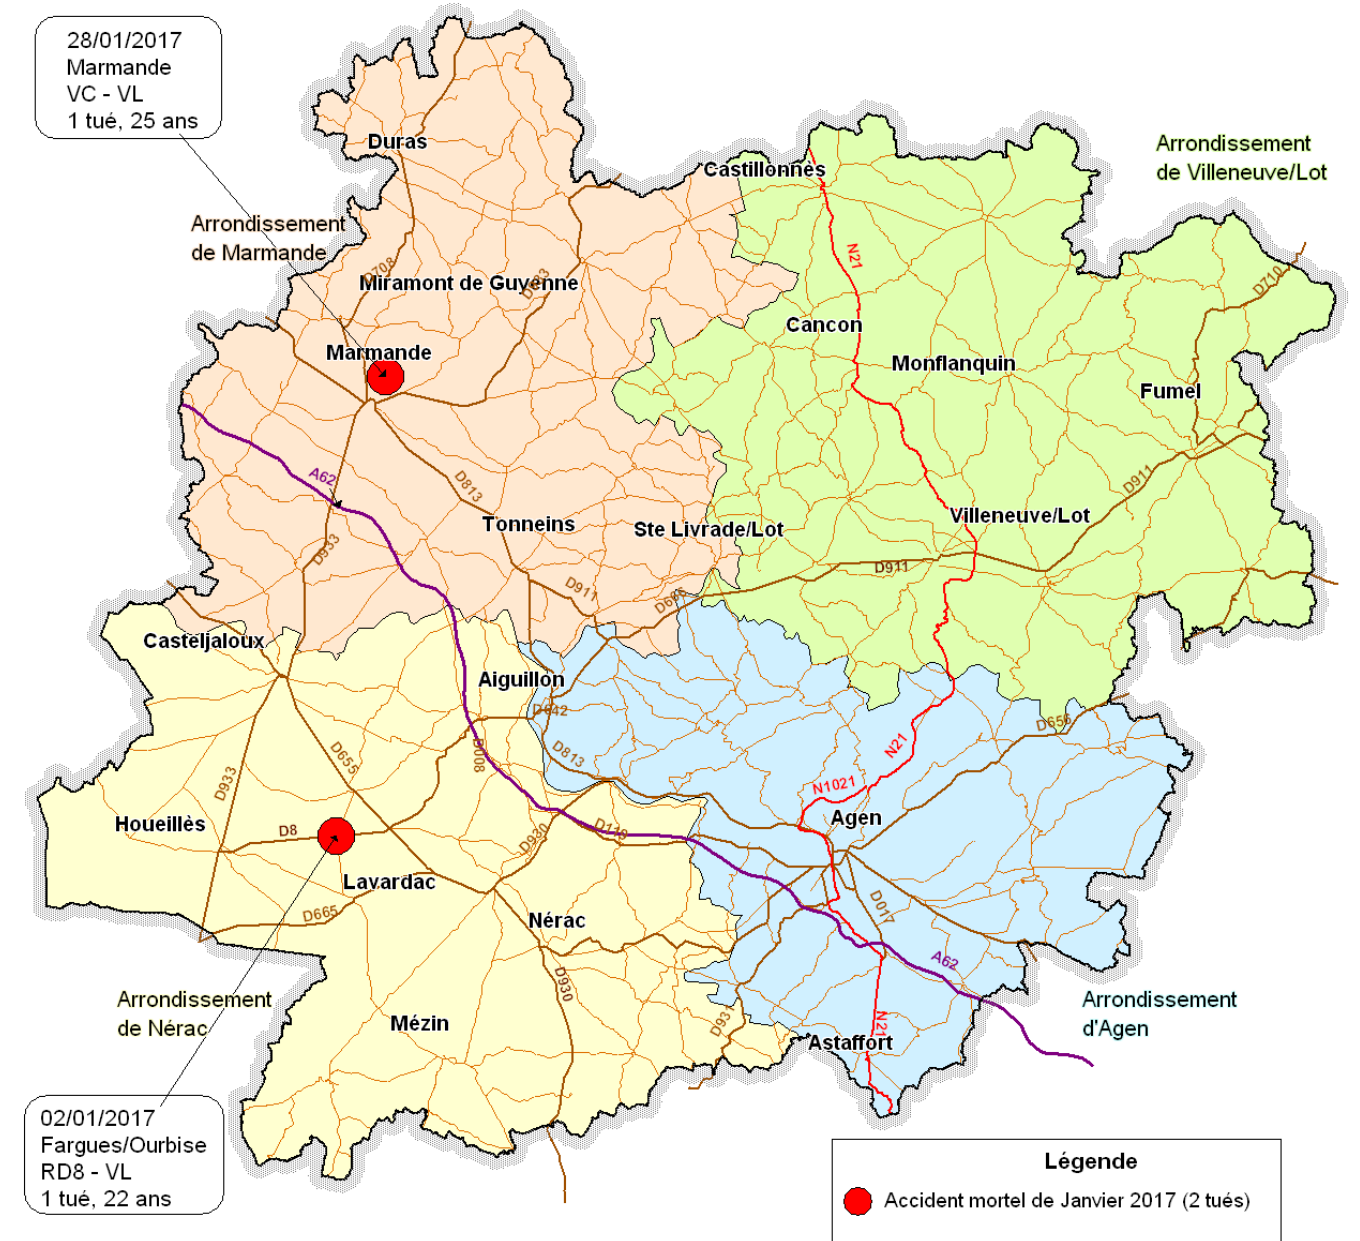 28/01/2017
Marmande
VC - VL
1 tué, 25 ans
Duras
Castillonnès
Arrondissement
de Villeneuve/Lot
Arrondissement
de Marmande
N21
D708
Miramont de Guyenne
D710
Cancon
Marmande
Monflanquin
Fumel
A62
D813
D911
Tonneins
Ste Livrade/Lot
Villeneuve/Lot
D933
D911
D911
D666
Casteljaloux
Aiguillon
D642
D656
N21
D813
D655
D008
D933
N1021
Agen
Houeillès
D8
D930
D119
Lavardac
D665
Nérac
D017
A62
D930
Arrondissement
de Nérac
Arrondissement
d'Agen
Mézin
D931
N21
Astaffort
02/01/2017
Fargues/Ourbise
RD8 - VL
1 tué, 22 ans
Légende
Accident mortel de Janvier 2017 (2 tués)